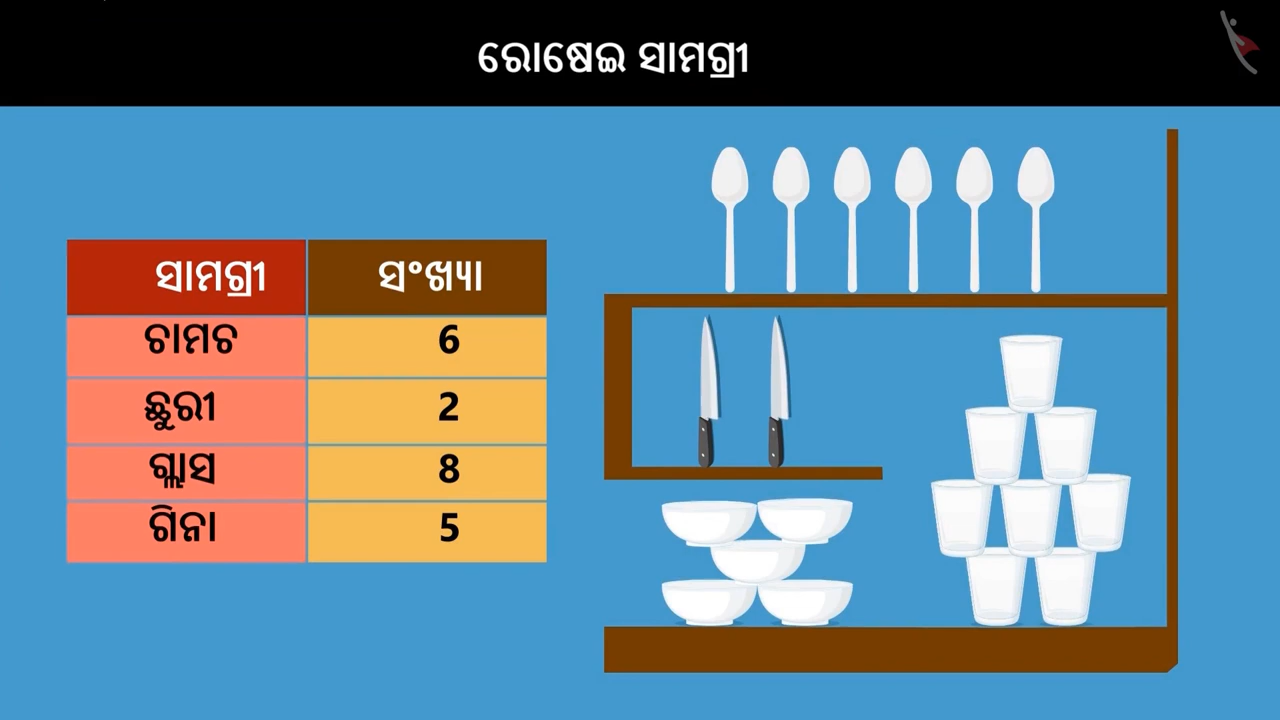 ରୋଷେଇ ସାମଗ୍ରୀ
ସାମଗ୍ରୀ ସଂଖ୍ୟା
ଚାମଚ 6
ଛୁରୀ 2
ଗ୍ଲାସ 8
ଗିନା 5